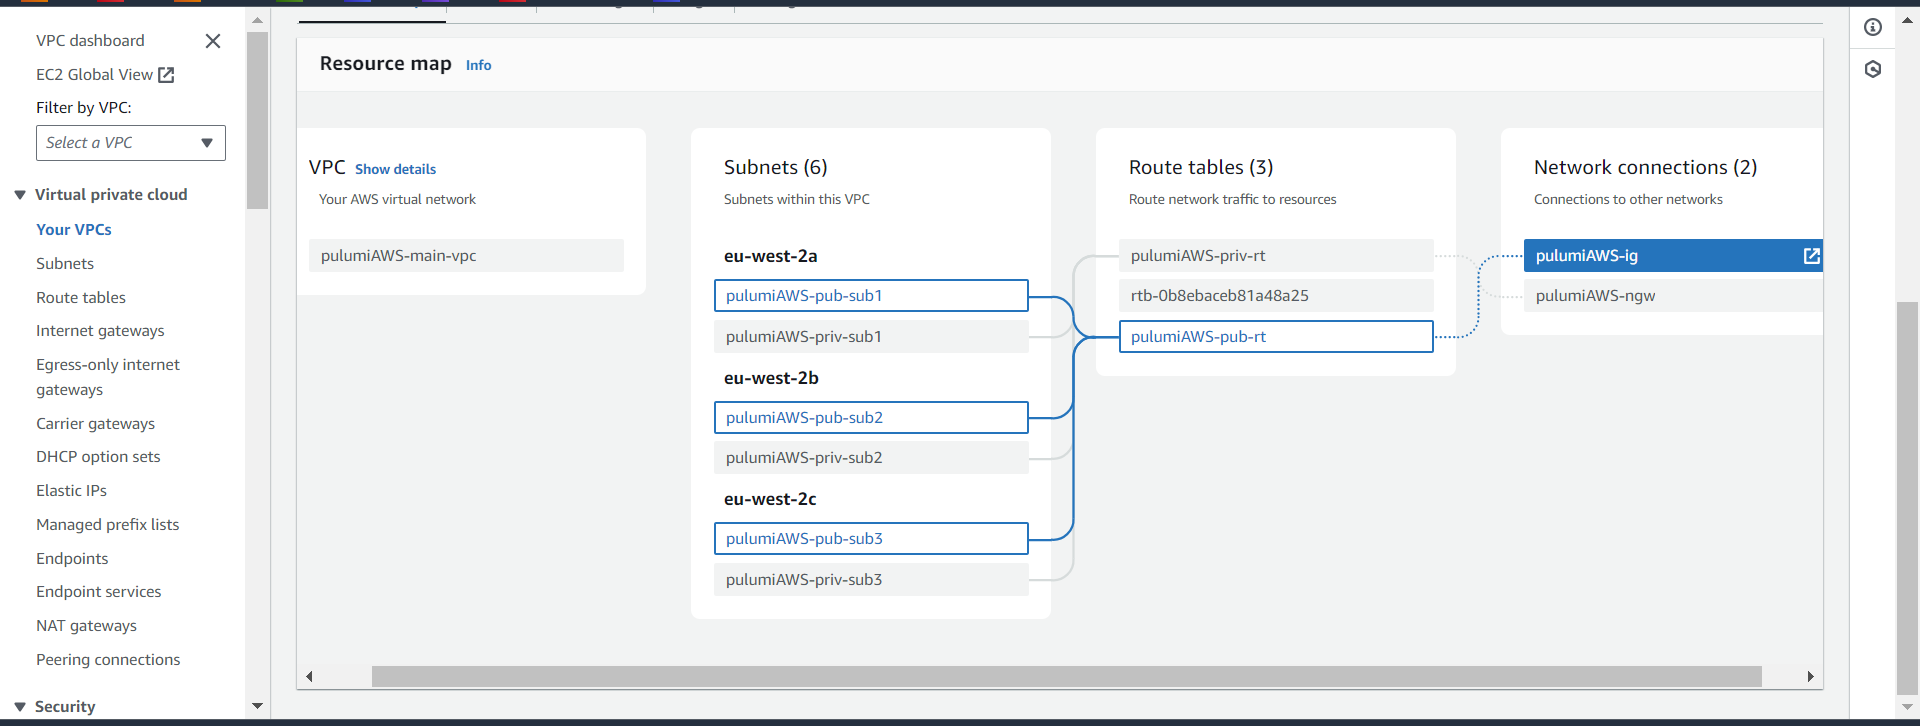 VPC dashboard
EC2 Global View
Filter by VPC:
Select a VPC
Virtual private cloud
Your VPCs
Subnets
Route tables
Internet gateways
Egress-only internet
gateways
Carrier gateways
DHCP option sets
Elastic IPs
Managed prefix lists
Endpoints
Endpoint services
NAT gateways
Peering connections
Security
Resource map Info
VPC Show details
Your AWS virtual network
pulumiAWS-main-vpc
Subnets (6)
Subnets within this VPC
eu-west-2a
pulumiAWS-pub-sub1
pulumiAWS-priv-sub1
eu-west-2b
pulumiAWS-pub-sub2
pulumiAWS-priv-sub2
eu-west-2c
pulumiAWS-pub-sub3
pulumiAWS-priv-sub3
Route tables (3)
Route network traffic to resources
pulumiAWS-priv-rt
rtb-0b8ebaceb81a48a25
pulumiAWS-pub-rt
Network connections (2)
Connections to other networks
pulumiAWS-ig
pulumiAWS-ngw